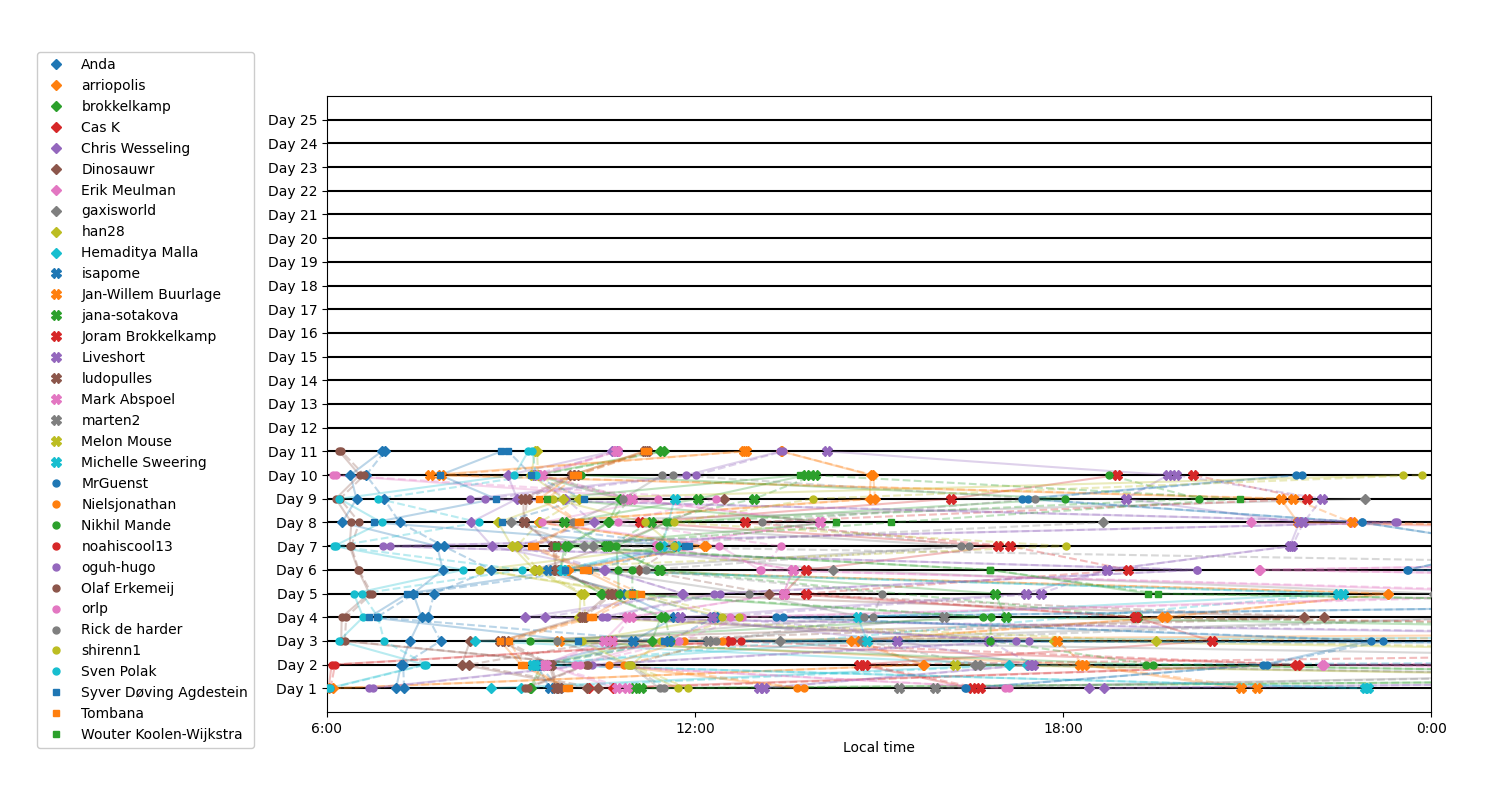 Anda
arriopolis
brokkelkamp
Cas K
Chris Wesseling
Dinosauwr
Erik Meulman
gaxisworld
han28
Hemaditya Malla
isapome
Jan-Willem Buurlage
jana-sotakova
Joram Brokkelkamp
Liveshort
ludopulles
Mark Abspoel
marten2
Melon Mouse
Michelle Sweering
MrGuenst
Nielsjonathan
Nikhil Mande
noahiscool13
oguh-hugo
Olaf Erkemeij
orlp
Rick de harder
shirenn1
Sven Polak
Syver Døving Agdestein
Tombana
Wouter Koolen-Wijkstra
Day 25
Day 24
Day 23
Day 22
Day 21
Day 20
Day 19
Day 18
Day 17
Day 16
Day 15
Day 14
Day 13
Day 12
Day 11
Day 10
Day 9
Day 8
Day 7
Day 6
Day 5
Day 4
Day 3
Day 2
Day 1
6:00 12:00 18:00 0:00
Local time